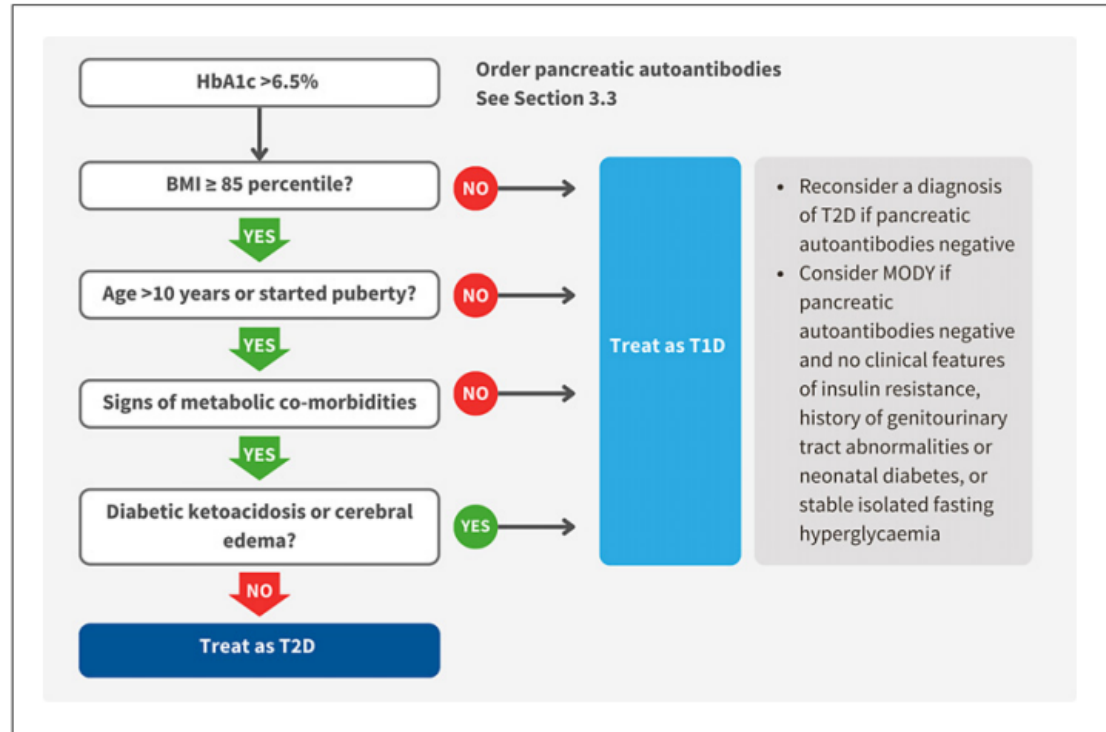 HbA1c >6.5%
Order pancreatic autoantibodies
See Section 3.3
BMI ≥ 85 percentile?
NO
YES
Age >10 years or started puberty?
NO
YES
Signs of metabolic co-morbidities
NO
YES
Diabetic ketoacidosis or cerebral
edema?
YES
NO
Treat as T2D
Treat as T1D
• Reconsider a diagnosis
of T2D if pancreatic
autoantibodies negative
• Consider MODY if
pancreatic
autoantibodies negative
and no clinical features
of insulin resistance,
history of genitourinary
tract abnormalities or
neonatal diabetes, or
stable isolated fasting
hyperglycaemia